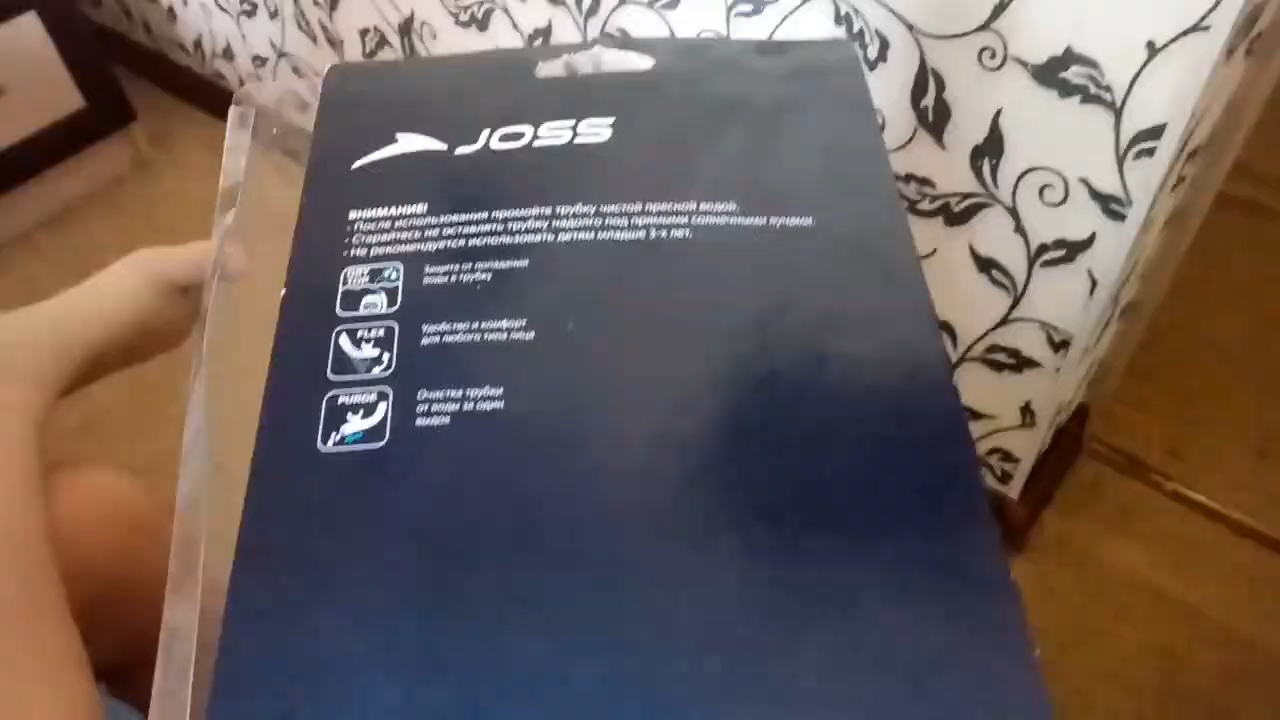 JOSS
ВНИМАНИЕ!
- После использования промойте трубку чистой пресной водой.
- Старайтесь не оставлять трубку надолго под прямыми солнечными лучами.
- Не рекомендуется использовать детям младше 3-х лет.
DRY
TOP
Защита от попадания
воды в трубку
FLEX
Удобство и комфорт
для любого типа лица
PURGE
Очистка трубки
от воды за один
выдох